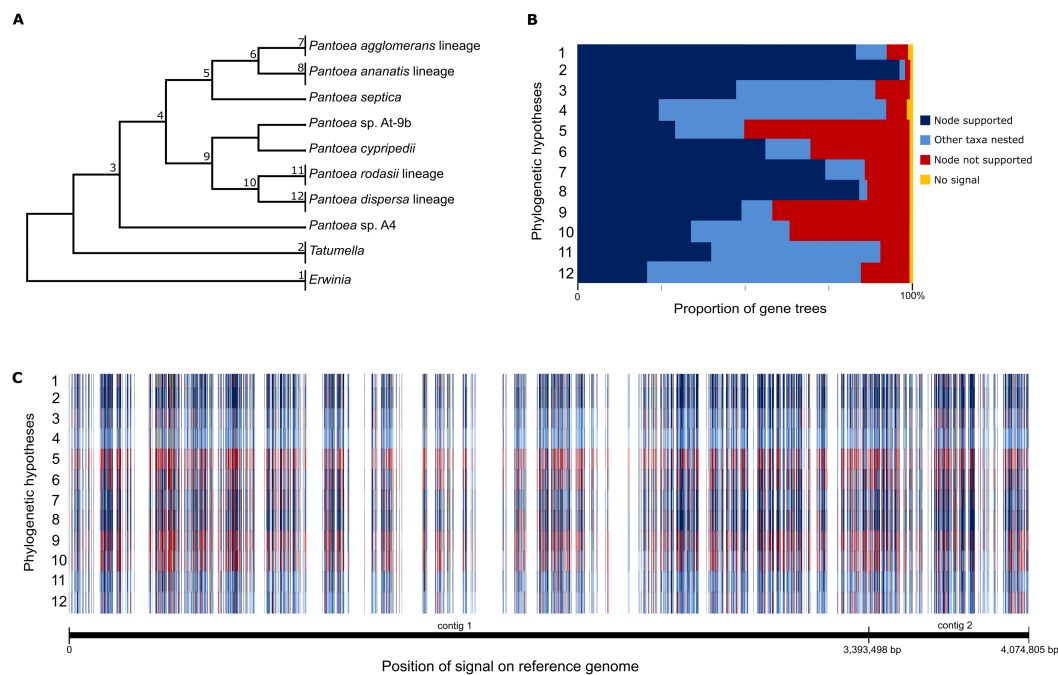 A
7
Pantoea agglomerans lineage
6
8
Pantoea ananatis lineage
5
Pantoea septica
4
Pantoea sp. At-9b
9
Pantoea cypripedii
3
11
Pantoea rodasii lineage
10
12
Pantoea dispersa lineage
Pantoea sp. A4
2
Tatumella
1
Erwinia
B
Phylogenetic hypotheses
1
2
3
4
5
6
7
8
9
10
11
12
0
100%
Proportion of gene trees
Node supported
Other taxa nested
Node not supported
No signal
C
Phylogenetic hypotheses
1
2
3
4
5
6
7
8
9
10
11
12
contig 1
contig 2
0
3,393,498 bp
4,074,805 bp
Position of signal on reference genome